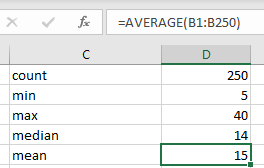 fx =AVERAGE(B1:B250)
C D
count 250
min 5
max 40
median 14
mean 15